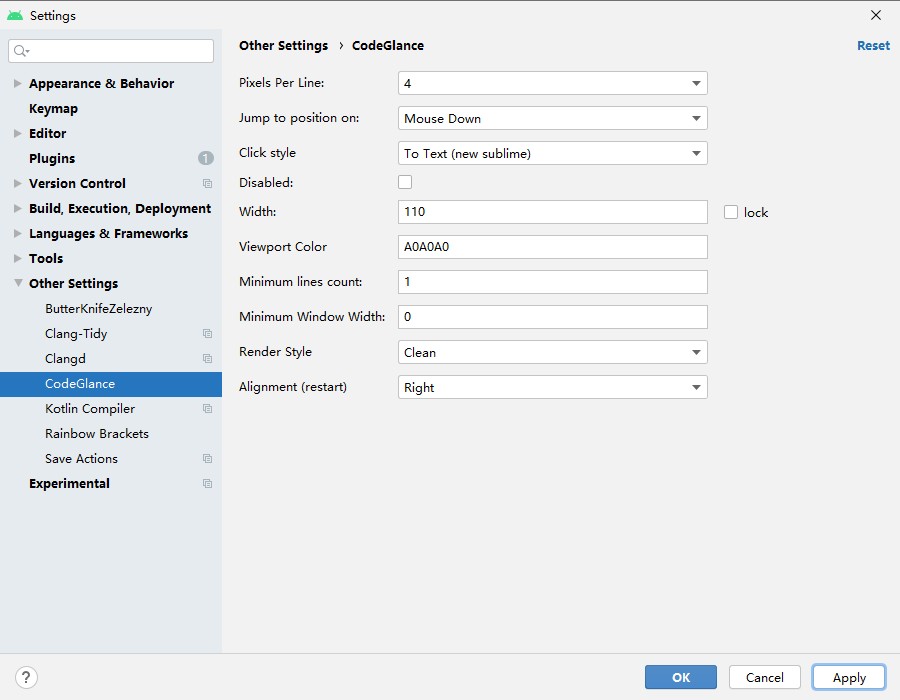 Settings
Other Settings › CodeGlance
Reset
Appearance & Behavior
Keymap
Editor
Plugins 1
Version Control
Build, Execution, Deployment
Languages & Frameworks
Tools
Other Settings
ButterKnifeZelezny
Clang-Tidy
Clangd
CodeGlance
Kotlin Compiler
Rainbow Brackets
Save Actions
Experimental
Pixels Per Line: 4
Jump to position on: Mouse Down
Click style To Text (new sublime)
Disabled:
Width: 110 lock
Viewport Color A0A0A0
Minimum lines count: 1
Minimum Window Width: 0
Render Style Clean
Alignment (restart) Right
? OK Cancel Apply